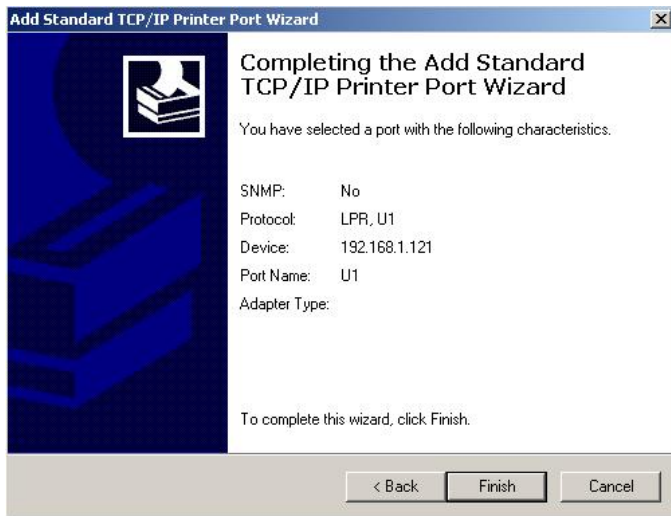 Add Standard TCP/IP Printer Port Wizard
Completing the Add Standard
TCP/IP Printer Port Wizard
You have selected a port with the following characteristics.
SNMP: No
Protocol: LPR, U1
Device: 192.168.1.121
Port Name: U1
Adapter Type:
To complete this wizard, click Finish.
< Back Finish Cancel